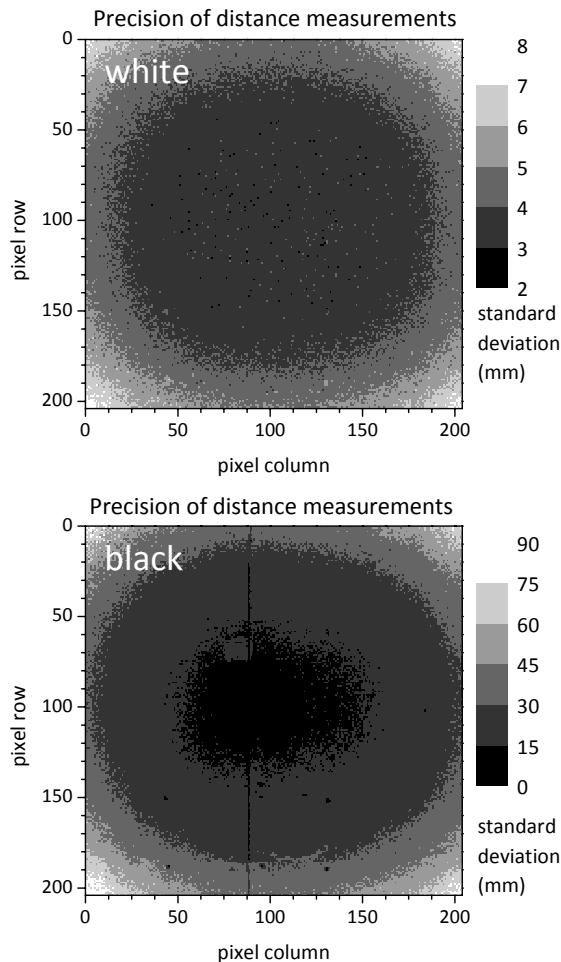 Precision of distance measurements
white
0
50
100
150
200
pixel row
0 50 100 150 200
pixel column
8
7
6
5
4
3
2
standard
deviation
(mm)
Precision of distance measurements
black
0
50
100
150
200
pixel row
0 50 100 150 200
pixel column
90
75
60
45
30
15
0
standard
deviation
(mm)